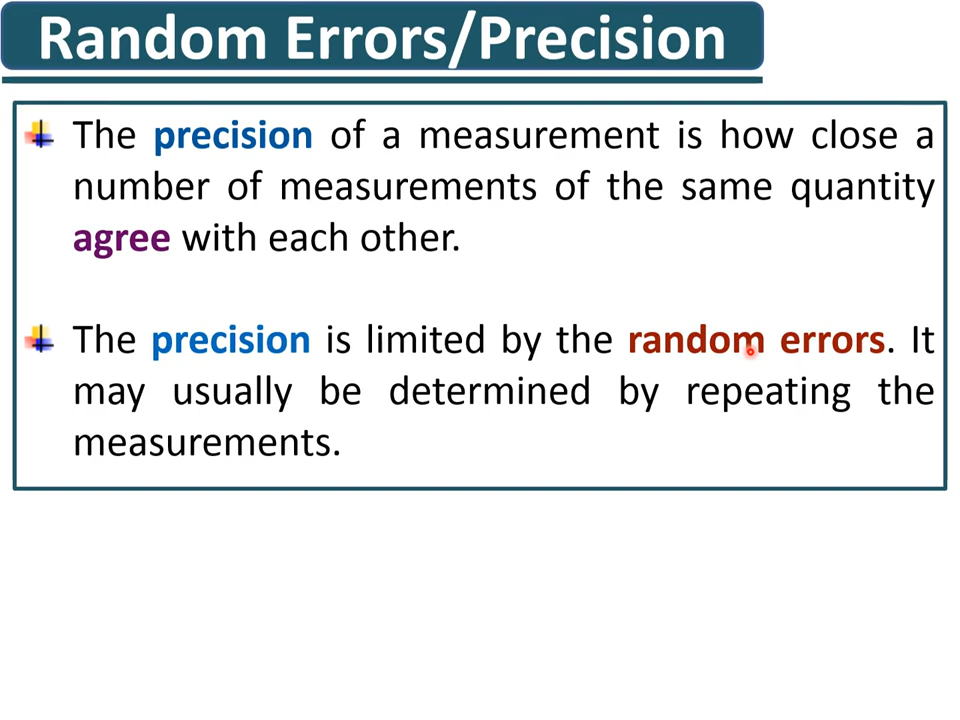 Random Errors/Precision
The precision of a measurement is how close a
number of measurements of the same quantity
agree with each other.
The precision is limited by the random errors. It
may usually be determined by repeating the
measurements.